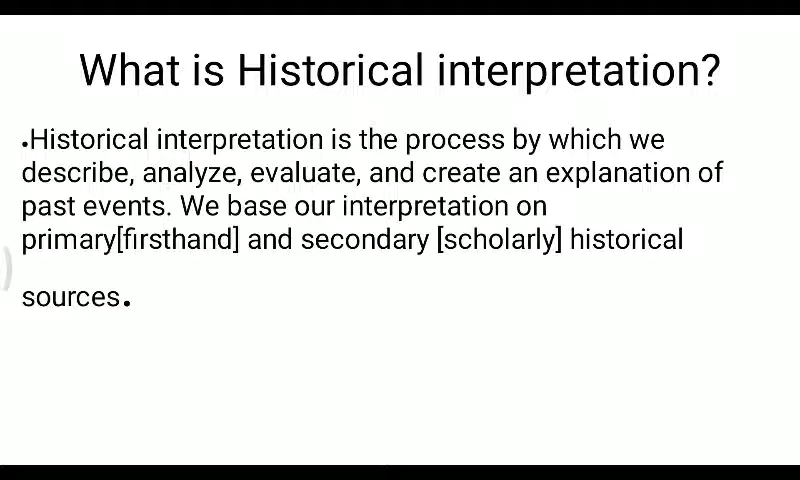 What is Historical interpretation?
.Historical interpretation is the process by which we
describe, analyze, evaluate, and create an explanation of
past events. We base our interpretation on
primary[firsthand] and secondary [scholarly] historical
sources.